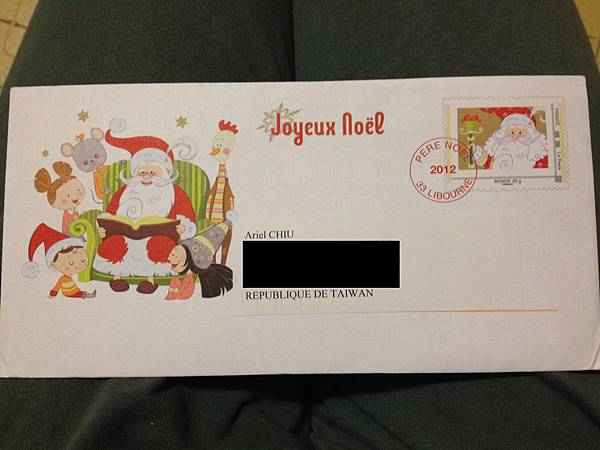 Joyeux Noël
PERE NOEL
2012
33 LIBOURNE
MONDE 20 g
Ariel CHIU
REPUBLIQUE DE TAIWAN